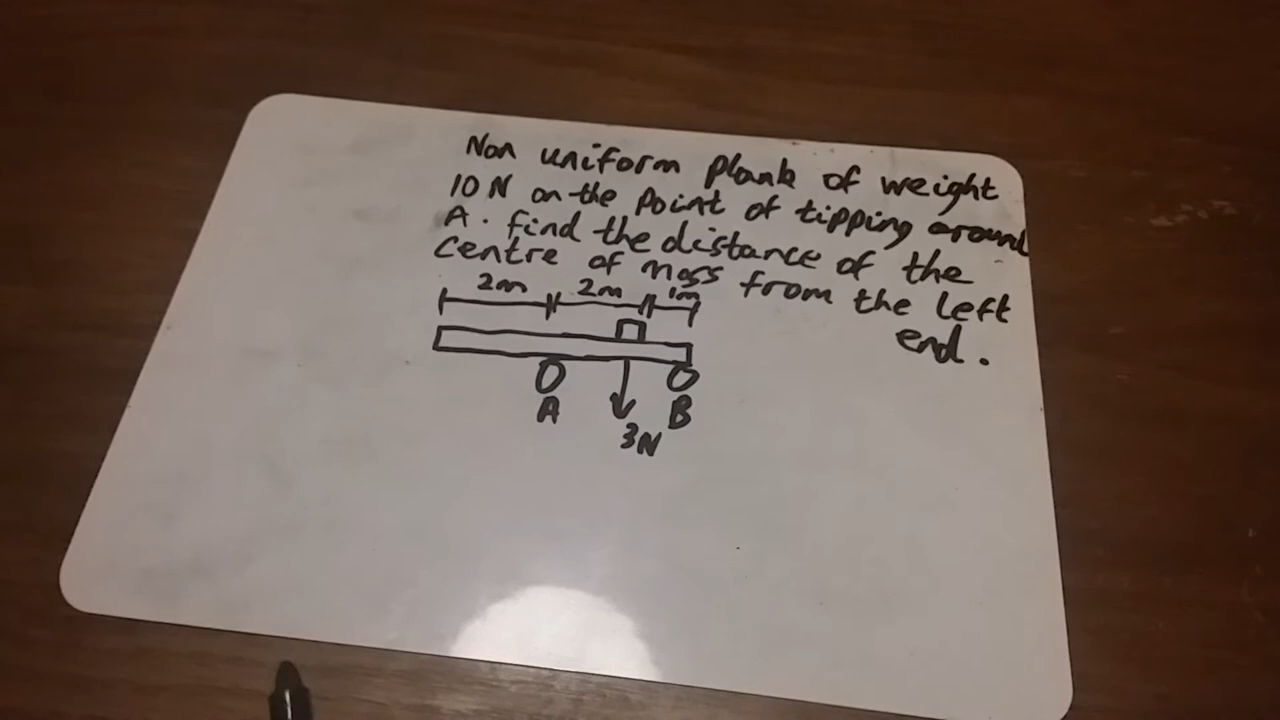 Non uniform plank of weight
10 N on the point of tipping around
A. find the distance of the
centre of mass from the left
end.
2m 2m 1m
A B
3N